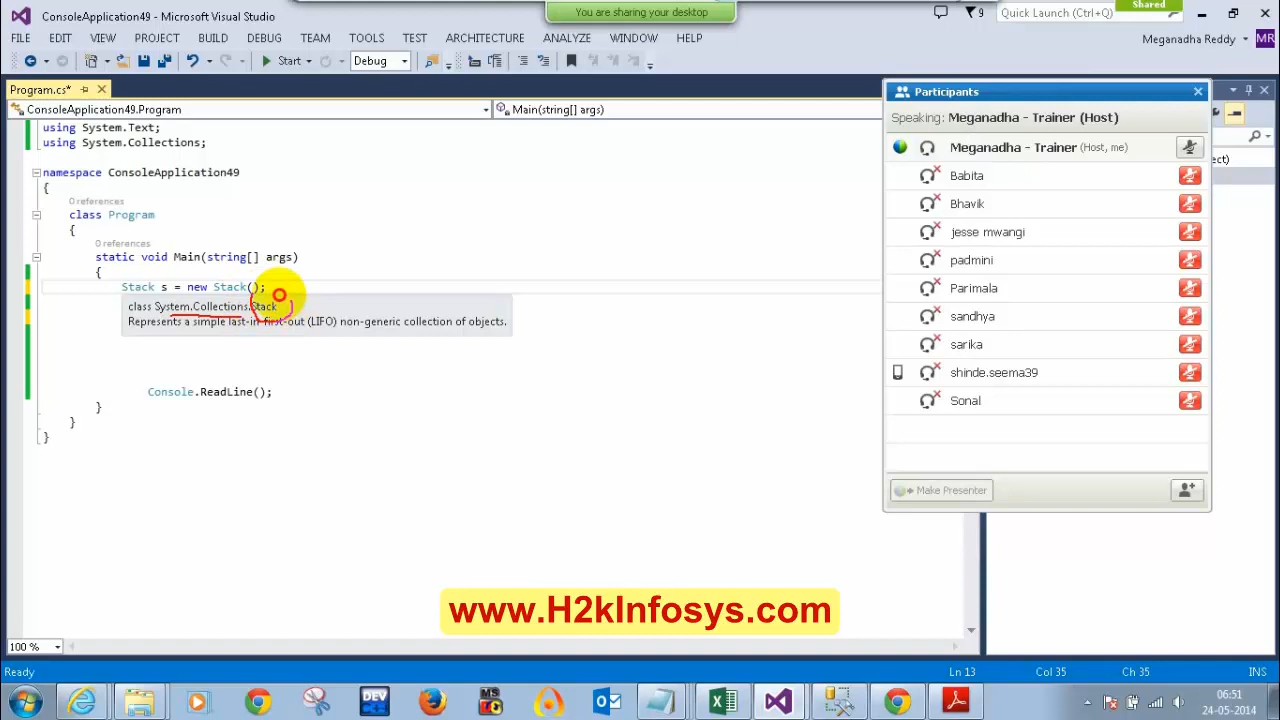 You are sharing your desktop
Shared
ConsoleApplication49 - Microsoft Visual Studio
9
Quick Launch (Ctrl+Q)
FILE EDIT VIEW PROJECT BUILD DEBUG TEAM TOOLS TEST ARCHITECTURE ANALYZE WINDOW HELP
Meganadha Reddy MR
Start Debug
Program.cs*
ConsoleApplication49.Program Main(string[] args)
using System.Text;
using System.Collections;
namespace ConsoleApplication49
{
0 references
class Program
{
0 references
static void Main(string[] args)
{
Stack s = new Stack();
class System.Collections.Stack
Represents a simple last-in first-out (LIFO) non-generic collection of objects.
Console.ReadLine();
}
}
}
Participants
Speaking: Meganadha - Trainer (Host)
Meganadha - Trainer (Host, me)
Babita
Bhavik
jesse mwangi
padmini
Parimala
sandhya
sarika
shinde.seema39
Sonal
Make Presenter
ct)
www.H2kInfosys.com
100 %
Ready Ln 13 Col 35 Ch 35 INS
DEV
MS
06:51
24-05-2014